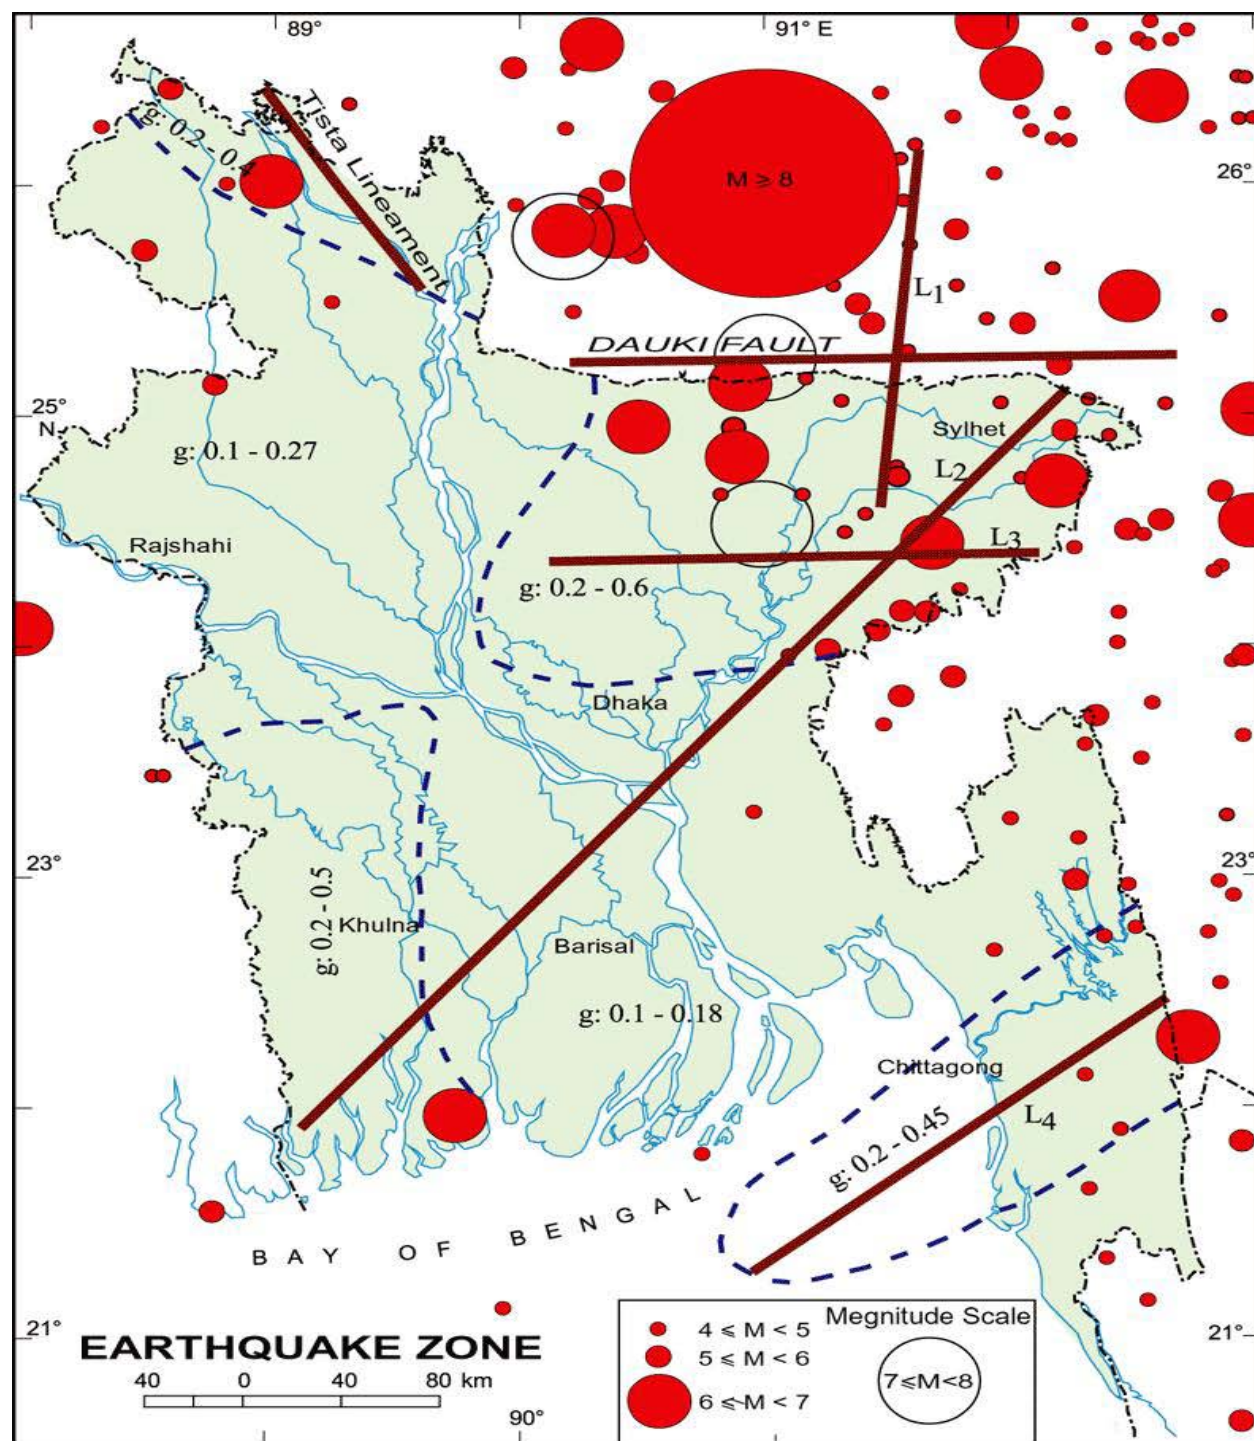 89°
91° E
Tista Lineament
g: 0.2 - 0.4
M ≥ 8
26°
L1
DAUKI FAULT
25°
N
Sylhet
g: 0.1 - 0.27
L2
Rajshahi
L3
g: 0.2 - 0.6
Dhaka
23°
23°
g: 0.2 - 0.5
Khulna
Barisal
g: 0.1 - 0.18
Chittagong
g: 0.2 - 0.45
L4
BAY OF BENGAL
21°
21°
EARTHQUAKE ZONE
40 0 40 80 km
90°
Megnitude Scale
4 ≤ M < 5
5 ≤ M < 6
6 ≤ M < 7
7≤M<8